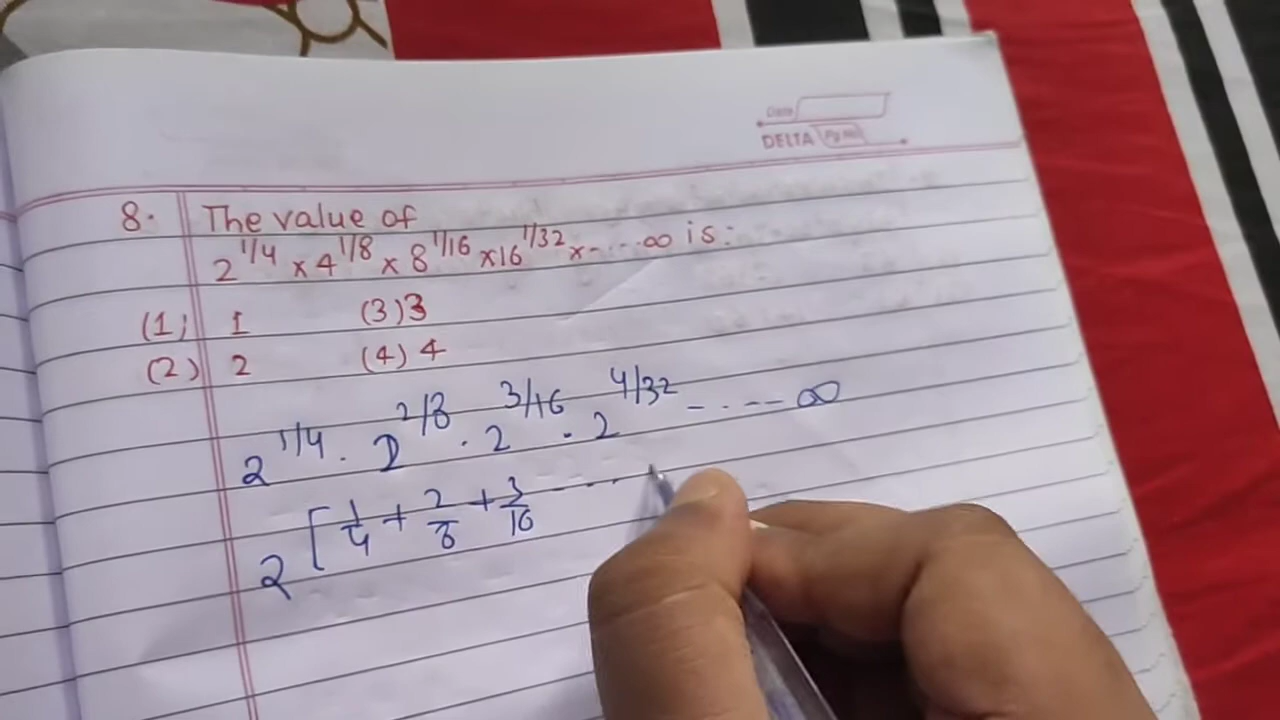 Date
DELTA Pg No
8. The value of
2^1/4 × 4^1/8 × 8^1/16 × 16^1/32 × - ... ∞ is :
(1) 1 (3) 3
(2) 2 (4) 4
2^1/4 . 2^2/8 . 2^3/16 . 2^4/32 - . - - ∞
2 [ 1/4 + 2/8 + 3/16 - - - .